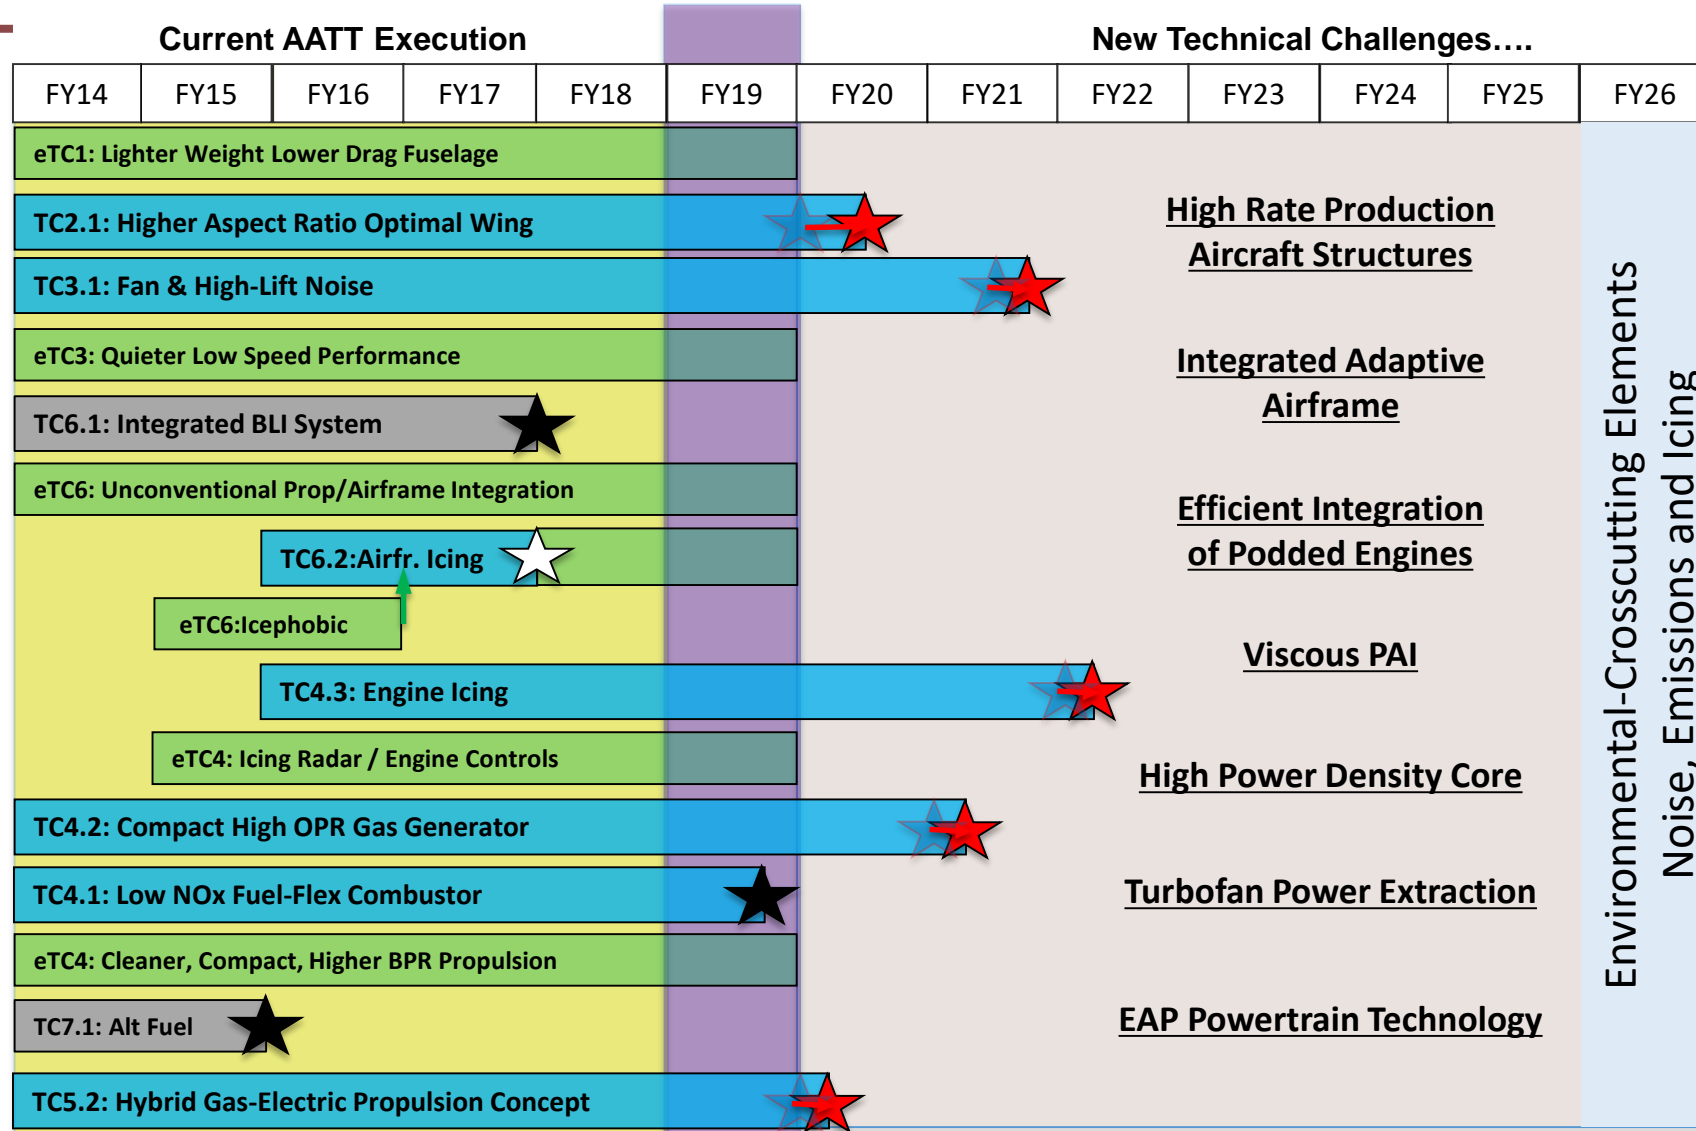 Current AATT Execution
New Technical Challenges....
FY14 FY15 FY16 FY17 FY18 FY19 FY20 FY21 FY22 FY23 FY24 FY25 FY26
eTC1: Lighter Weight Lower Drag Fuselage
TC2.1: Higher Aspect Ratio Optimal Wing
TC3.1: Fan & High-Lift Noise
eTC3: Quieter Low Speed Performance
TC6.1: Integrated BLI System
eTC6: Unconventional Prop/Airframe Integration
TC6.2:Airfr. Icing
eTC6:Icephobic
TC4.3: Engine Icing
eTC4: Icing Radar / Engine Controls
TC4.2: Compact High OPR Gas Generator
TC4.1: Low NOx Fuel-Flex Combustor
eTC4: Cleaner, Compact, Higher BPR Propulsion
TC7.1: Alt Fuel
TC5.2: Hybrid Gas-Electric Propulsion Concept
High Rate Production
Aircraft Structures
Integrated Adaptive
Airframe
Efficient Integration
of Podded Engines
Viscous PAI
High Power Density Core
Turbofan Power Extraction
EAP Powertrain Technology
Environmental-Crosscutting Elements
Noise, Emissions and Icing